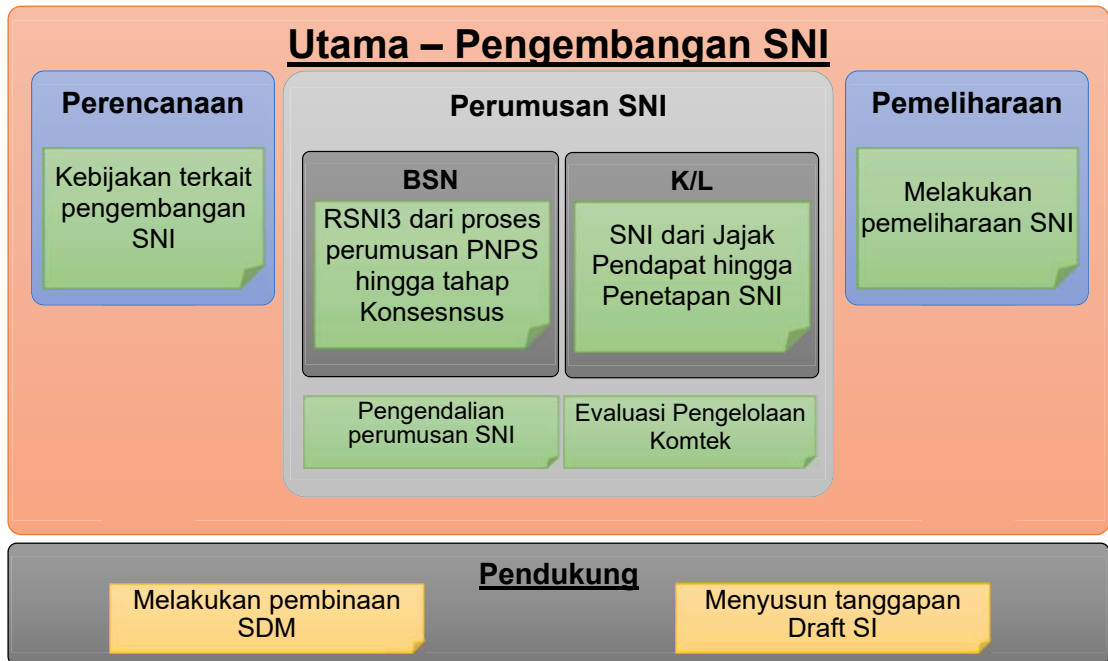 Utama – Pengembangan SNI
Perencanaan
Kebijakan terkait
pengembangan
SNI
Perumusan SNI
BSN
RSNI3 dari proses
perumusan PNPS
hingga tahap
Konsesnsus
K/L
SNI dari Jajak
Pendapat hingga
Penetapan SNI
Pengendalian
perumusan SNI
Evaluasi Pengelolaan
Komtek
Pemeliharaan
Melakukan
pemeliharaan SNI
Pendukung
Melakukan pembinaan
SDM
Menyusun tanggapan
Draft SI